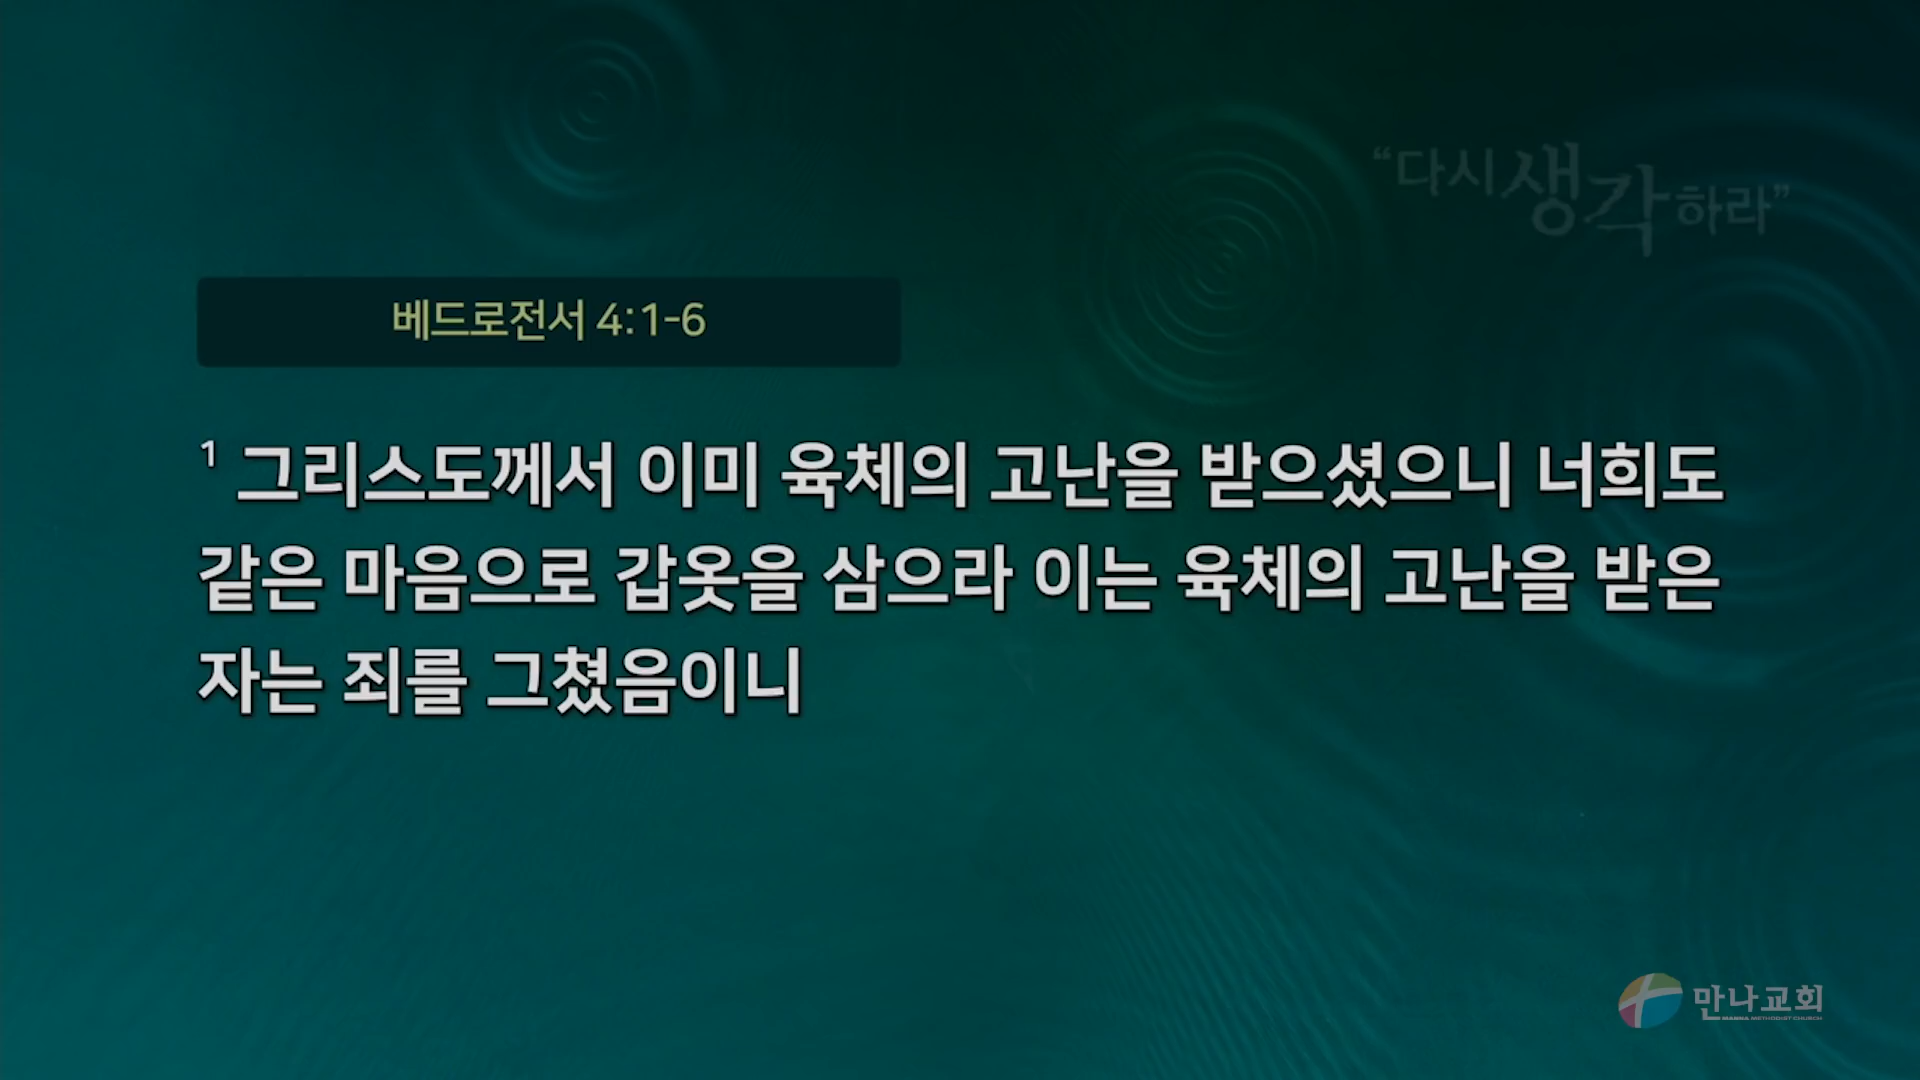 “다시생각하라”
베드로전서 4:1-6
1 그리스도께서 이미 육체의 고난을 받으셨으니 너희도
같은 마음으로 갑옷을 삼으라 이는 육체의 고난을 받은
자는 죄를 그쳤음이니
만나교회
MANNA METHODIST CHURCH